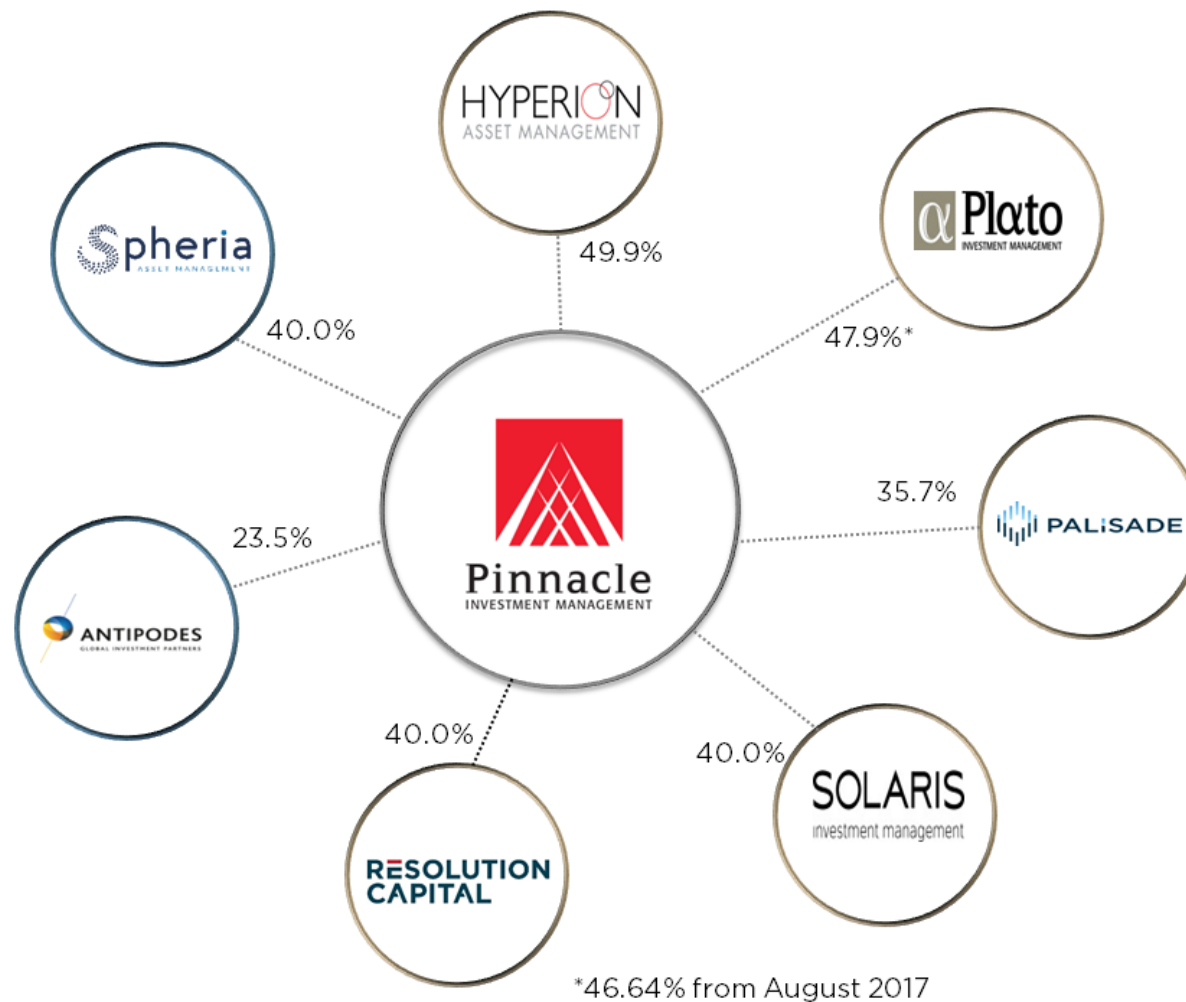 HYPERION
ASSET MANAGEMENT
49.9%
α Plαto
INVESTMENT MANAGEMENT
47.9%*
Spheria
ASSET MANAGEMENT
40.0%
Pinnacle
INVESTMENT MANAGEMENT
35.7%
PALiSADE
23.5%
ANTIPODES
GLOBAL INVESTMENT PARTNERS
40.0%
RESOLUTION
CAPITAL
40.0%
SOLARIS
investment management
*46.64% from August 2017